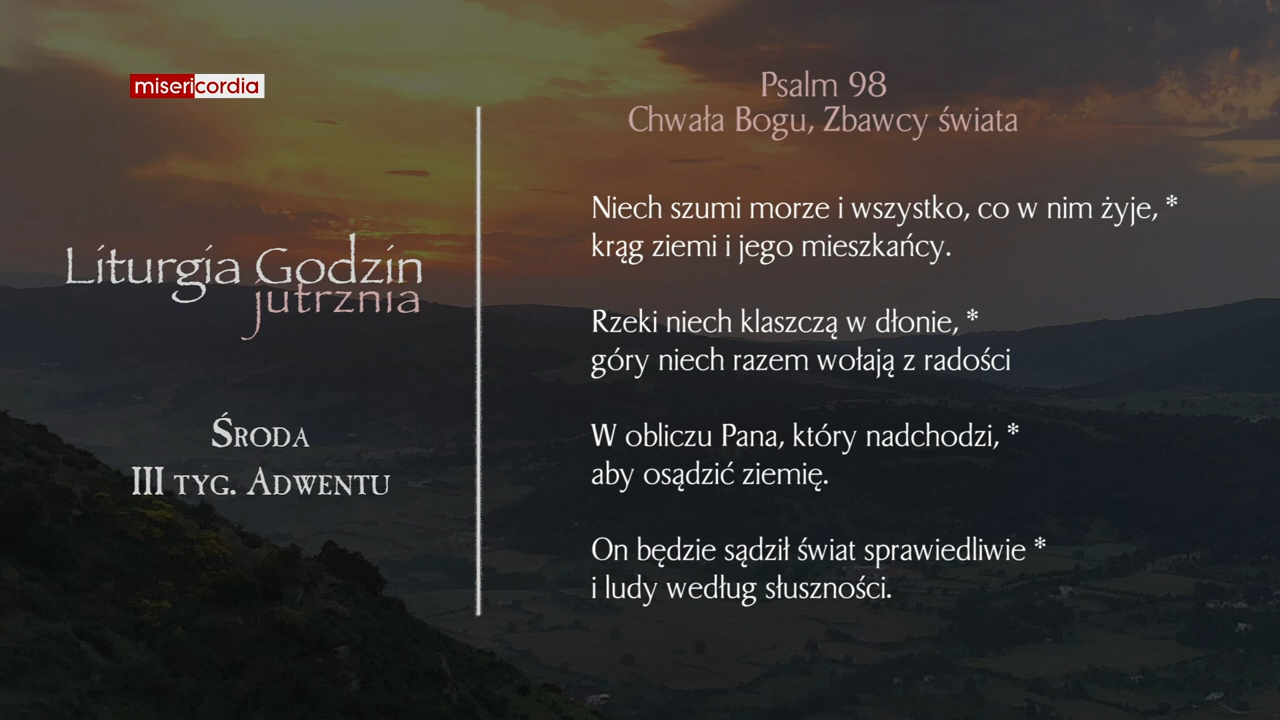 misericordia
Liturgia Godzin
jutrznia
Środa
III tyg. Adwentu
Psalm 98
Chwała Bogu, Zbawcy świata
Niech szumi morze i wszystko, co w nim żyje, *
krąg ziemi i jego mieszkańcy.
Rzeki niech klaszczą w dłonie, *
góry niech razem wołają z radości
W obliczu Pana, który nadchodzi, *
aby osądzić ziemię.
On będzie sądził świat sprawiedliwie *
i ludy według słuszności.